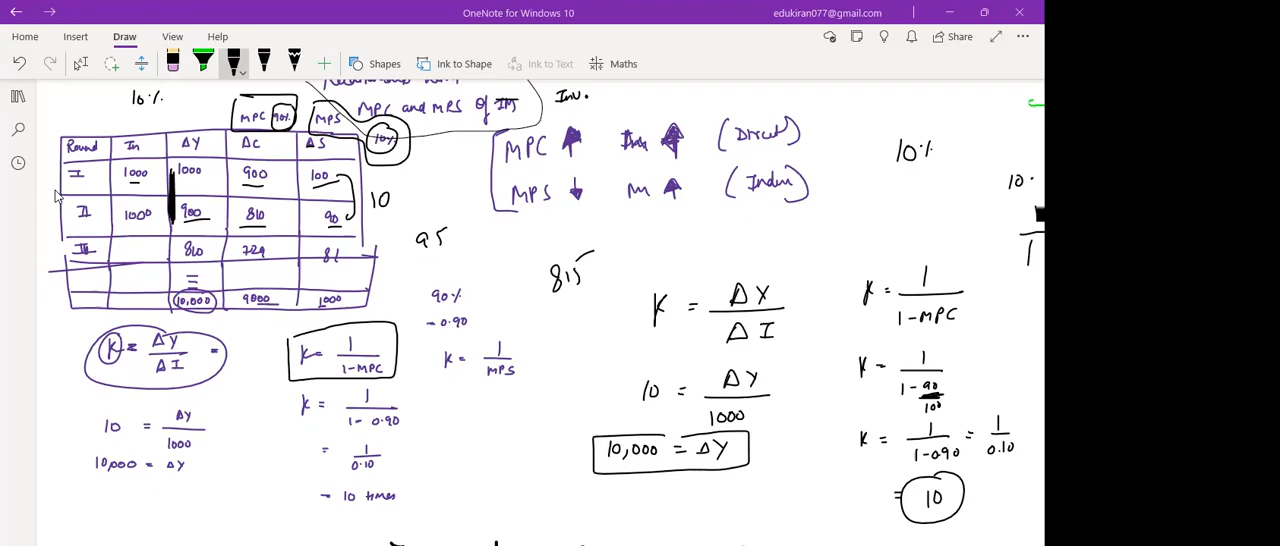 OneNote for Windows 10
edukiran077@gmail.com
Home Insert Draw View Help
Share
Shapes Ink to Shape Ink to Text Maths
10%
MPC 90% MPS
MPC and MPS of IM
10%
Inv.
Round In ΔY ΔC ΔS
I 1000 1000 900 100
II 1000 900 810 90
10
III 810 729 81
=
10,000 9000 1000
MPC ↑ ↑ (Direct)
MPS ↓ M ↑ (Indirect)
10%
10
1
95
815
90%
= 0.90
K = ΔY / ΔI =
K = 1 / 1-MPC
K = 1 / MPS
10 = ΔY / 1000
10,000 = ΔY
K = 1 / 1- 0.90
= 1 / 0.10
= 10 times
K = ΔY / ΔI
10 = ΔY / 1000
10,000 = ΔY
K = 1 / 1-MPC
K = 1 / 1- 90/100
K = 1 / 1-0.90 = 1 / 0.10
= 10